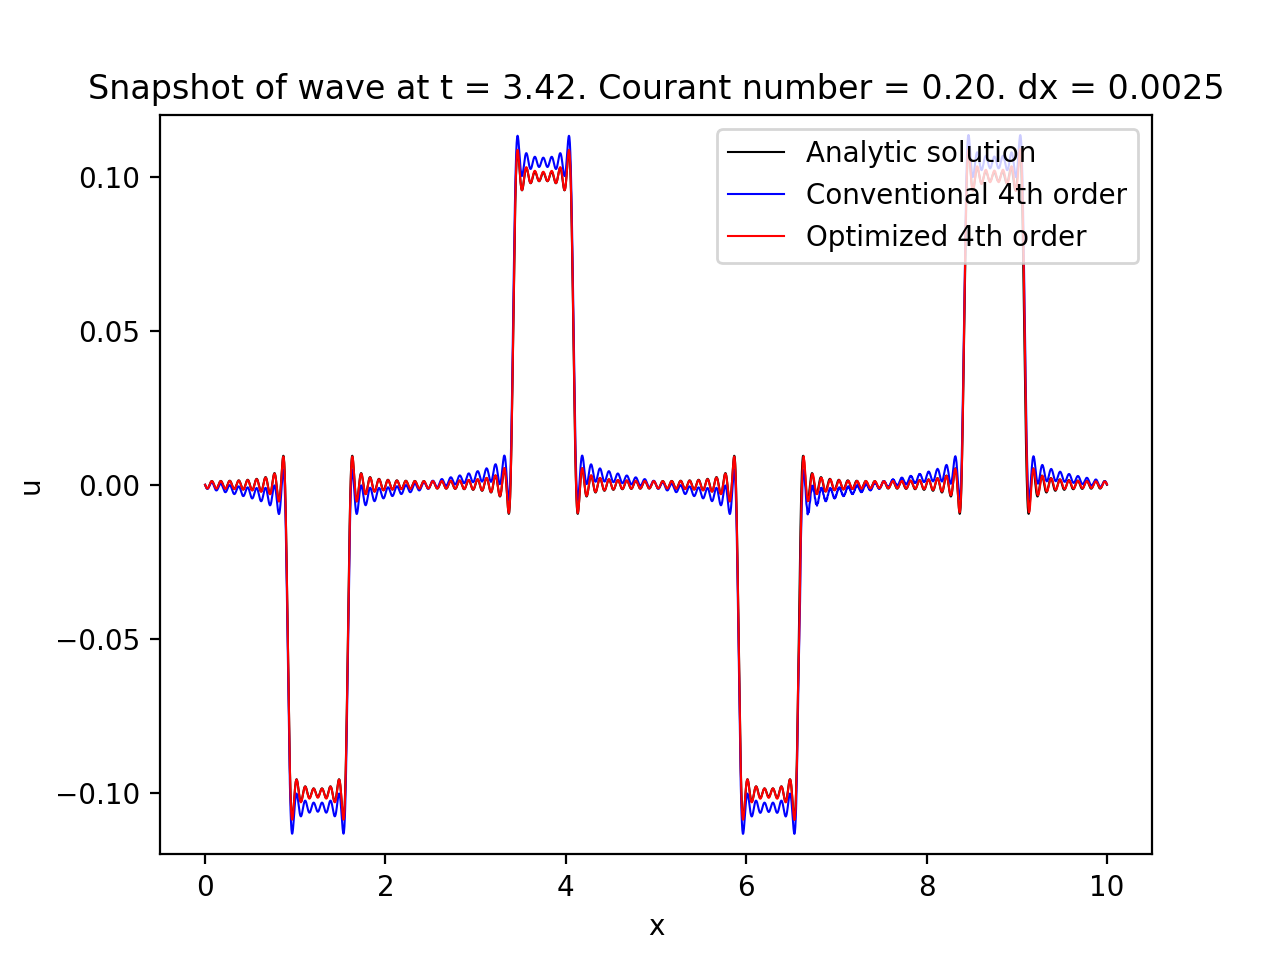 Snapshot of wave at t = 3.42. Courant number = 0.20. dx = 0.0025
Analytic solution
Conventional 4th order
Optimized 4th order
0.10
0.05
0.00
−0.05
−0.10
u
0 2 4 6 8 10
x